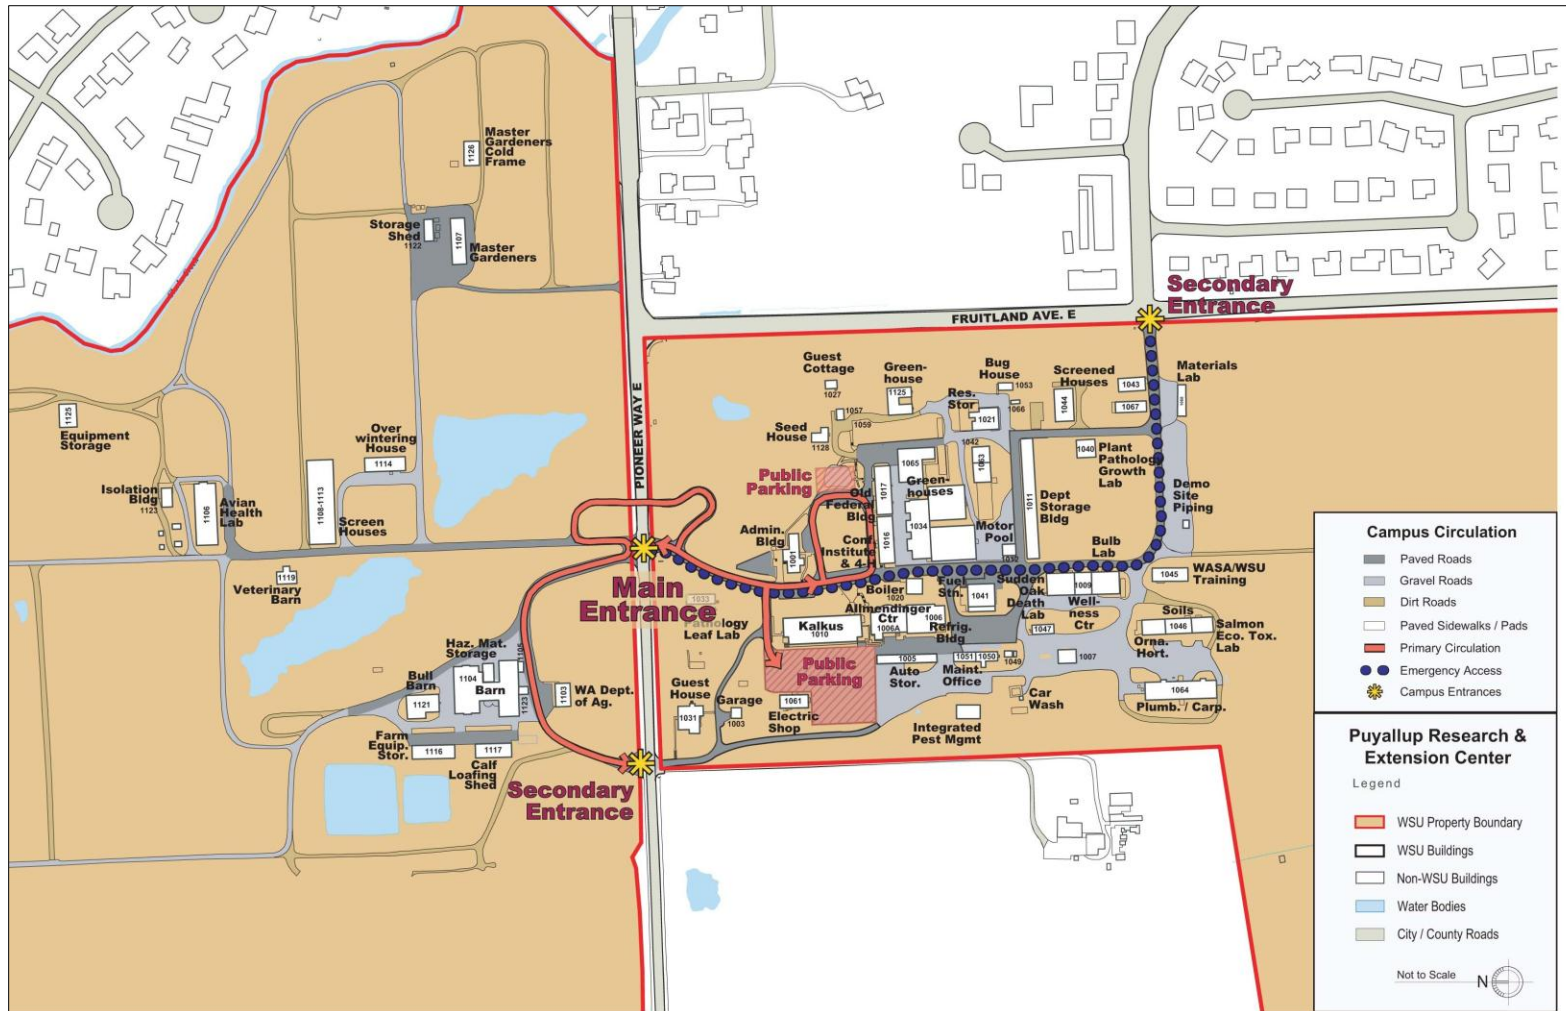 Master
Gardeners
Cold
Frame
1126
Storage
Shed
1122
1107
Master
Gardeners
PIONEER WAY E
FRUITLAND AVE. E
Secondary
Entrance
1125
Equipment
Storage
Over
wintering
House
1114
Isolation
Bldg
1123
1106
Avian
Health
Lab
1108-1113
Screen
Houses
1119
Veterinary
Barn
Main
Entrance
Guest
Cottage
1027
Green-
house
1125
Bug
House
1053
1066
Screened
Houses
1044
1043
1067
Materials
Lab
Res.
Stor
1021
1057
1059
Seed
House
1128
1042
1063
1065
Green-
houses
1034
1017
Old
Federal
Bldg
Public
Parking
1040
Plant
Pathology
Growth
Lab
1011
Dept
Storage
Bldg
Demo
Site
Piping
Admin.
Bldg
1001
Conf.
Institute
& 4-H
1016
Motor
Pool
Bulb
Lab
1045
WASA/WSU
Training
1033
Pathology
Leaf Lab
Boiler
1020
Fuel
Stn.
1041
Sudden
Oak
Death
Lab
1009
Well-
ness
Ctr
Kalkus
1010
Allmendinger
Ctr
1006A
1006
Refrig.
Bldg
1047
Soils
1046
Orna.
Hort.
Salmon
Eco. Tox.
Lab
Public
Parking
1005
Auto
Stor.
1051
1050
1049
Maint.
Office
1007
1064
Plumb. / Carp.
Car
Wash
Integrated
Pest Mgmt
Guest
House
1031
Garage
1003
1061
Electric
Shop
Haz. Mat.
Storage
1105
1104
Barn
1123
Bull
Barn
1121
1103
WA Dept.
of Ag.
Farm
Equip.
Stor.
1116
1117
Calf
Loafing
Shed
Secondary
Entrance
Campus Circulation
Paved Roads
Gravel Roads
Dirt Roads
Paved Sidewalks / Pads
Primary Circulation
Emergency Access
Campus Entrances
Puyallup Research &
Extension Center
Legend
WSU Property Boundary
WSU Buildings
Non-WSU Buildings
Water Bodies
City / County Roads
Not to Scale
N